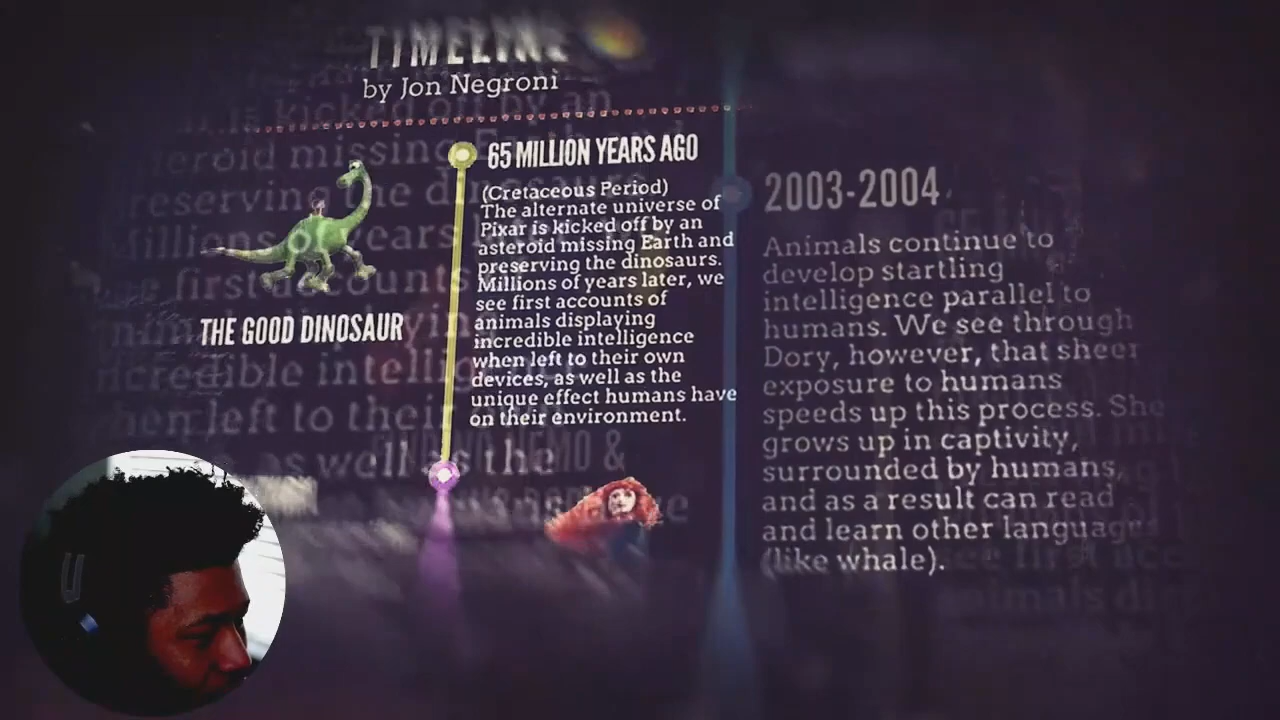 TIMELINE
by Jon Negroni
65 MILLION YEARS AGO
(Cretaceous Period)
The alternate universe of
Pixar is kicked off by an
asteroid missing Earth and
preserving the dinosaurs.
Millions of years later, we
see first accounts of
animals displaying
incredible intelligence
when left to their own
devices, as well as the
unique effect humans have
on their environment.
THE GOOD DINOSAUR
2003-2004
Animals continue to
develop startling
intelligence parallel to
humans. We see through
Dory, however, that sheer
exposure to humans
speeds up this process. She
grows up in captivity,
surrounded by humans,
and as a result can read
and learn other language
(like whale).